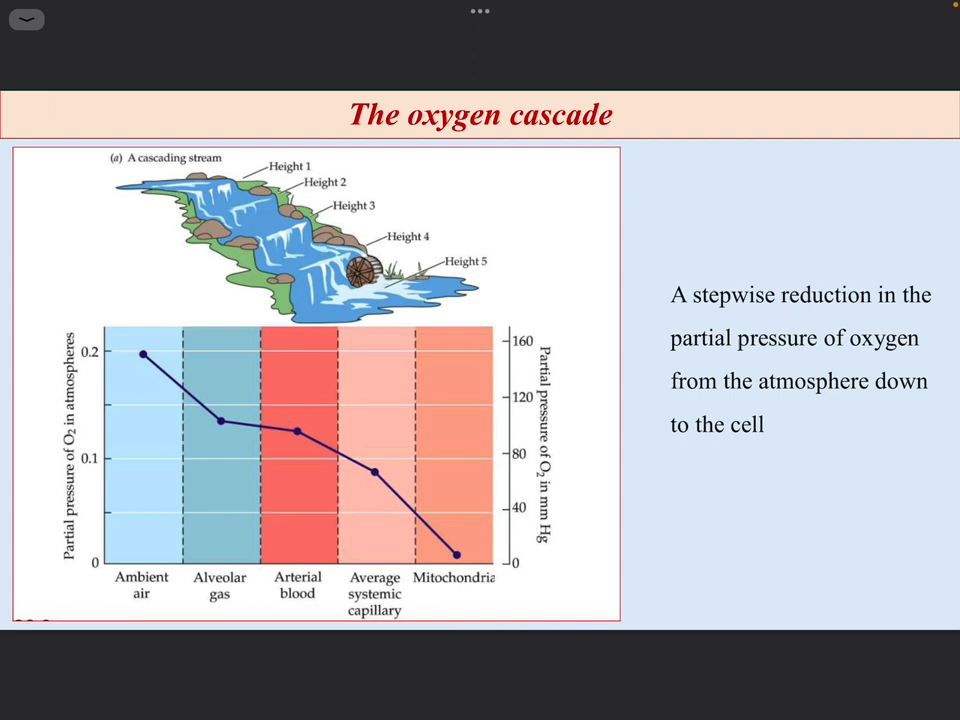 The oxygen cascade
(a) A cascading stream
Height 1
Height 2
Height 3
Height 4
Height 5
Partial pressure of O₂ in atmospheres
0.2
0.1
0
160
120
80
40
0
Partial pressure of O₂ in mm Hg
Ambient
air
Alveolar
gas
Arterial
blood
Average
systemic
capillary
Mitochondria
A stepwise reduction in the
partial pressure of oxygen
from the atmosphere down
to the cell